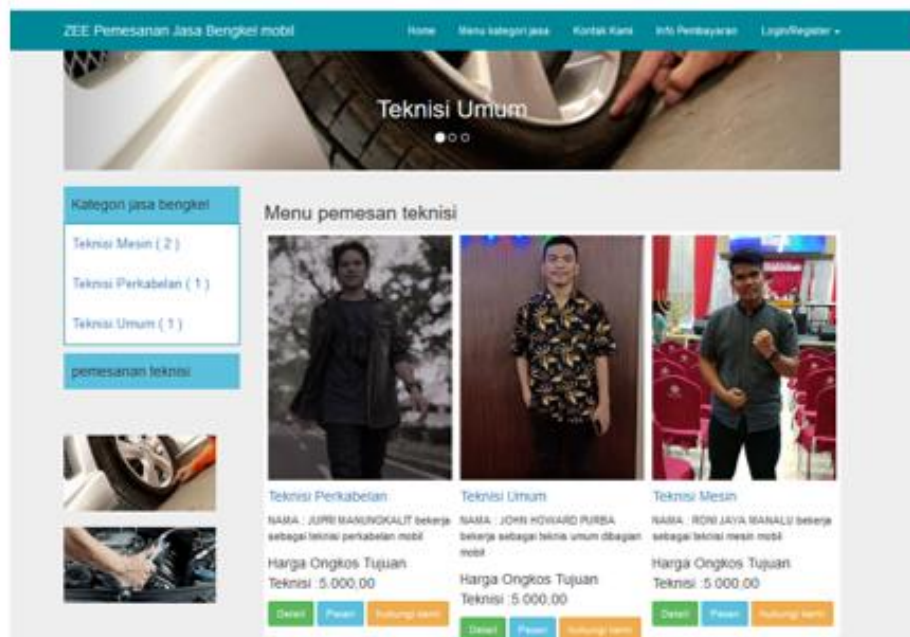 ZEE Pemesanan Jasa Bengkel mobil
Home
Menu kategori jasa
Kontak Kami
Info Pembayaran
Login/Register
Teknisi Umum
Kategori jasa bengkel
Teknisi Mesin ( 2 )
Teknisi Perkabelan ( 1 )
Teknisi Umum ( 1 )
pemesanan teknisi
Menu pemesan teknisi
Teknisi Perkabelan
NAMA : JUPRI MANUNGKALIT bekerja
sebagai teknisi perkabelan mobil
Harga Ongkos Tujuan
Teknisi :5.000,00
Detail
Pesan
hubungi kami
Teknisi Umum
NAMA : JOHN HOWARD PURBA
bekerja sebagai teknis umum dibagian
mobil
Harga Ongkos Tujuan
Teknisi :5.000,00
Detail
Pesan
hubungi kami
Teknisi Mesin
NAMA : RONI JAYA MANALU bekerja
sebagai teknisi mesin mobil
Harga Ongkos Tujuan
Teknisi :5.000,00
Detail
Pesan
hubungi kami